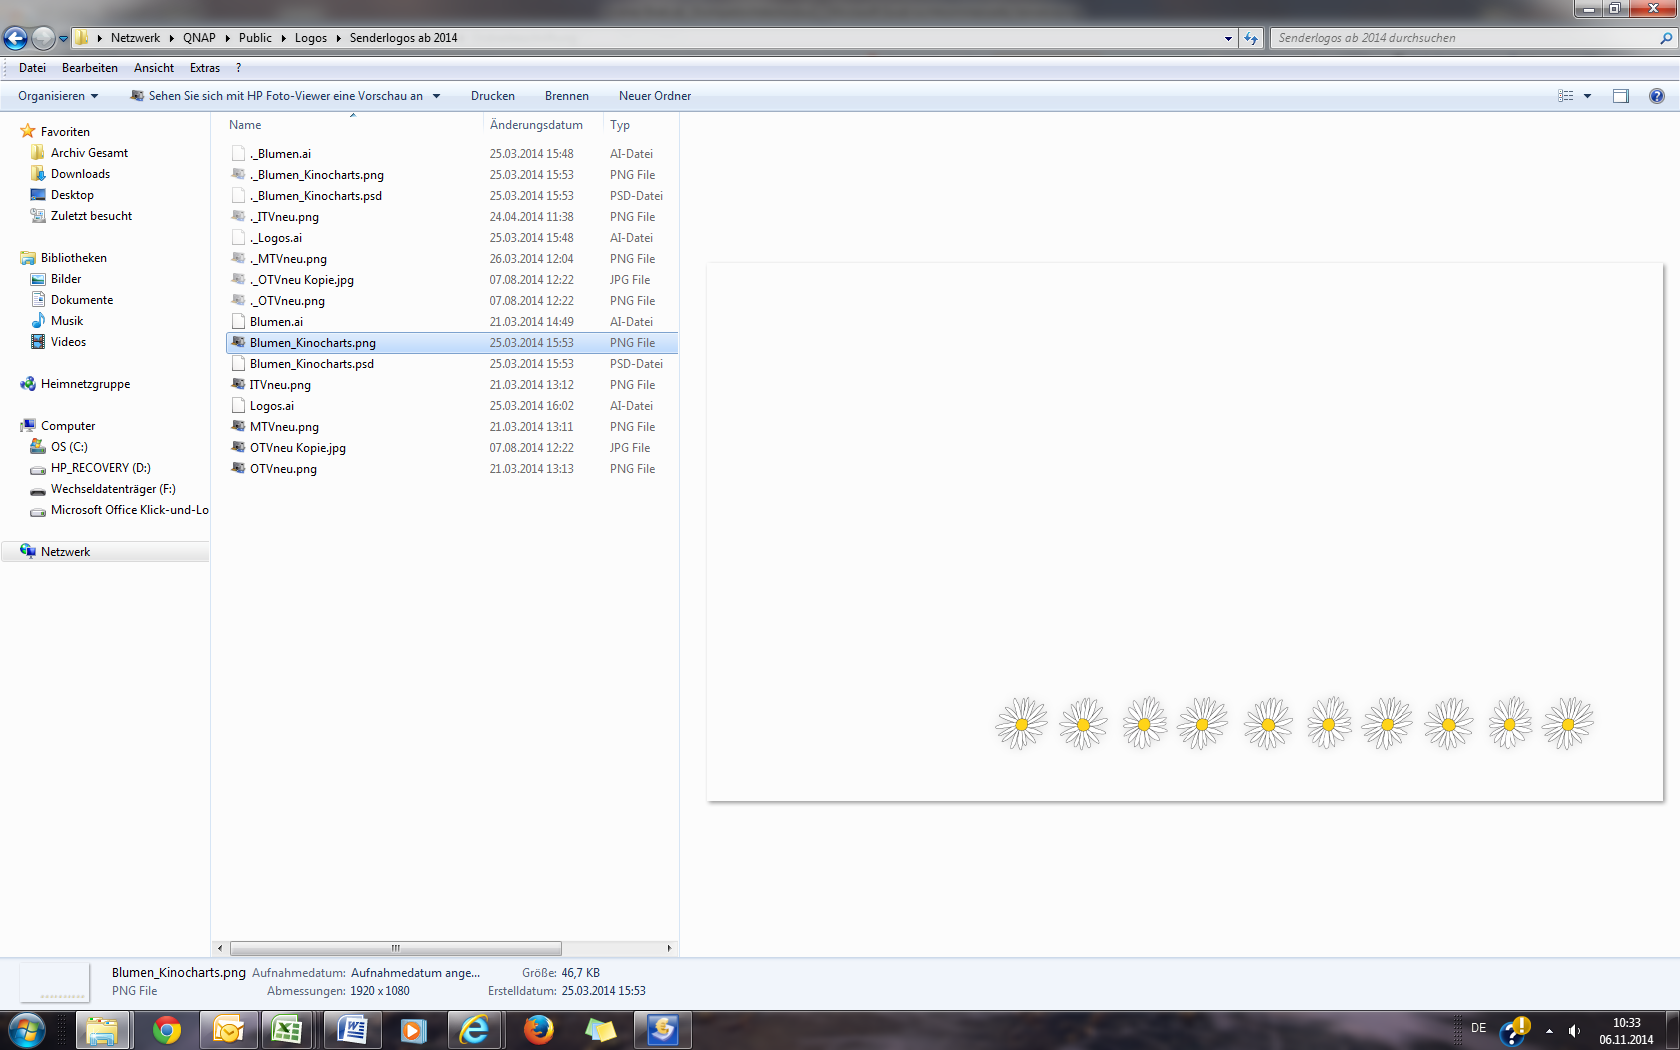 Netzwerk QNAP Public Logos Senderlogos ab 2014 Senderlogos ab 2014 durchsuchen
Datei Bearbeiten Ansicht Extras ?
Organisieren Sehen Sie sich mit HP Foto-Viewer eine Vorschau an Drucken Brennen Neuer Ordner
Favoriten
Archiv Gesamt
Downloads
Desktop
Zuletzt besucht
Bibliotheken
Bilder
Dokumente
Musik
Videos
Heimnetzgruppe
Computer
OS (C:)
HP_RECOVERY (D:)
Wechseldatenträger (F:)
Microsoft Office Klick-und-Lo
Netzwerk
Name Änderungsdatum Typ
._Blumen.ai 25.03.2014 15:48 AI-Datei
._Blumen_Kinocharts.png 25.03.2014 15:53 PNG File
._Blumen_Kinocharts.psd 25.03.2014 15:53 PSD-Datei
._ITVneu.png 24.04.2014 11:38 PNG File
._Logos.ai 25.03.2014 15:48 AI-Datei
._MTVneu.png 26.03.2014 12:04 PNG File
._OTVneu Kopie.jpg 07.08.2014 12:22 JPG File
._OTVneu.png 07.08.2014 12:22 PNG File
Blumen.ai 21.03.2014 14:49 AI-Datei
Blumen_Kinocharts.png 25.03.2014 15:53 PNG File
Blumen_Kinocharts.psd 25.03.2014 15:53 PSD-Datei
ITVneu.png 21.03.2014 13:12 PNG File
Logos.ai 25.03.2014 16:02 AI-Datei
MTVneu.png 21.03.2014 13:11 PNG File
OTVneu Kopie.jpg 07.08.2014 12:22 JPG File
OTVneu.png 21.03.2014 13:13 PNG File
Blumen_Kinocharts.png Aufnahmedatum: Aufnahmedatum ange... Größe: 46,7 KB
PNG File Abmessungen: 1920 x 1080 Erstelldatum: 25.03.2014 15:53
DE
10:33
06.11.2014